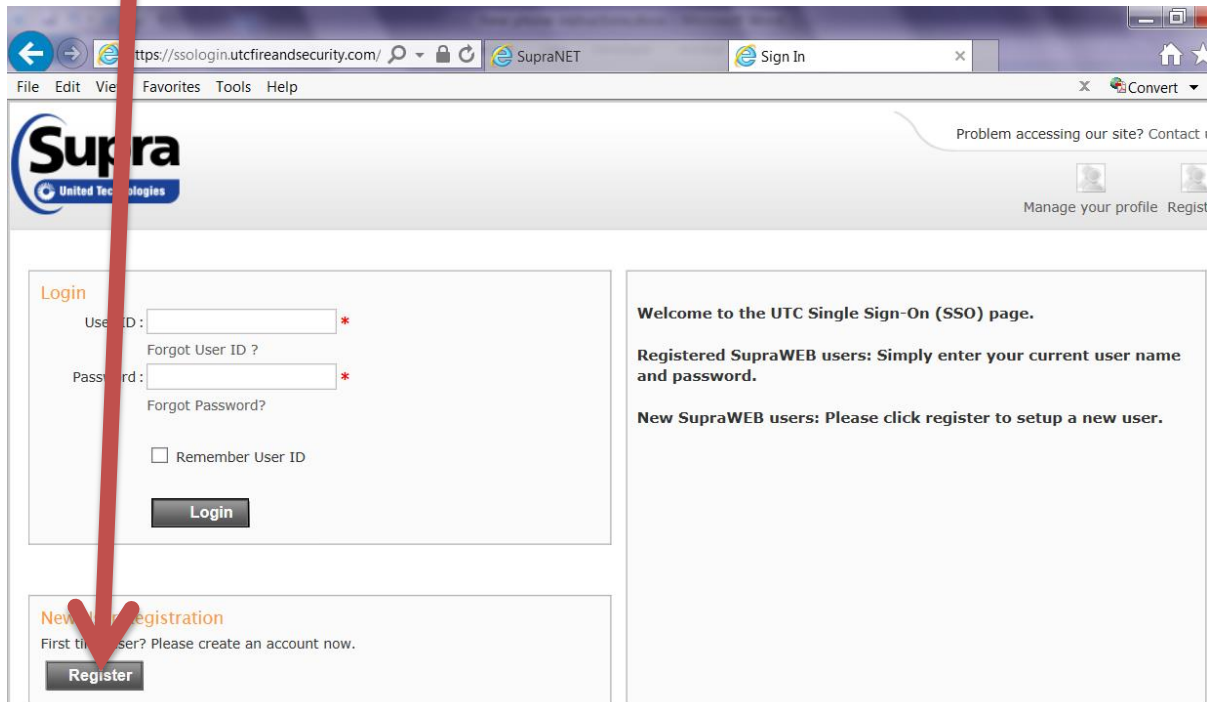 https://ssologin.utcfireandsecurity.com/
SupraNET
Sign In
File Edit View Favorites Tools Help
Convert
Supra
United Technologies
Problem accessing our site? Contact
Manage your profile Regist
Login
User ID :
*
Forgot User ID ?
Password :
*
Forgot Password?
Remember User ID
Login
Welcome to the UTC Single Sign-On (SSO) page.
Registered SupraWEB users: Simply enter your current user name
and password.
New SupraWEB users: Please click register to setup a new user.
New User Registration
First time user? Please create an account now.
Register